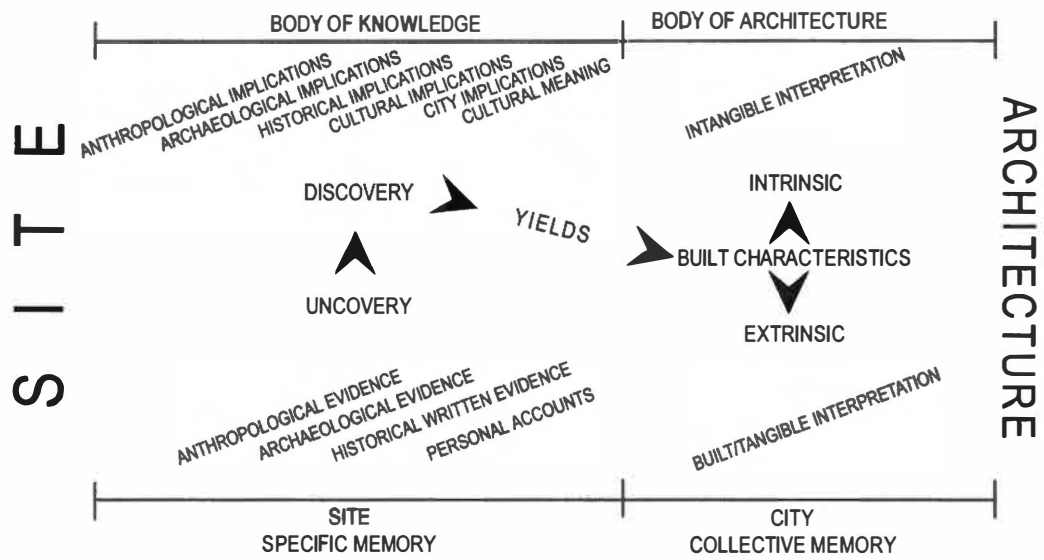 BODY OF KNOWLEDGE
BODY OF ARCHITECTURE
SITE
ANTHROPOLOGICAL IMPLICATIONS
ARCHAEOLOGICAL IMPLICATIONS
HISTORICAL IMPLICATIONS
CULTURAL IMPLICATIONS
CITY IMPLICATIONS
CULTURAL MEANING
INTANGIBLE INTERPRETATION
ARCHITECTURE
DISCOVERY
YIELDS
INTRINSIC
BUILT CHARACTERISTICS
UNCOVERY
EXTRINSIC
ANTHROPOLOGICAL EVIDENCE
ARCHAEOLOGICAL EVIDENCE
HISTORICAL WRITTEN EVIDENCE
PERSONAL ACCOUNTS
BUILT/TANGIBLE INTERPRETATION
SITE
SPECIFIC MEMORY
CITY
COLLECTIVE MEMORY